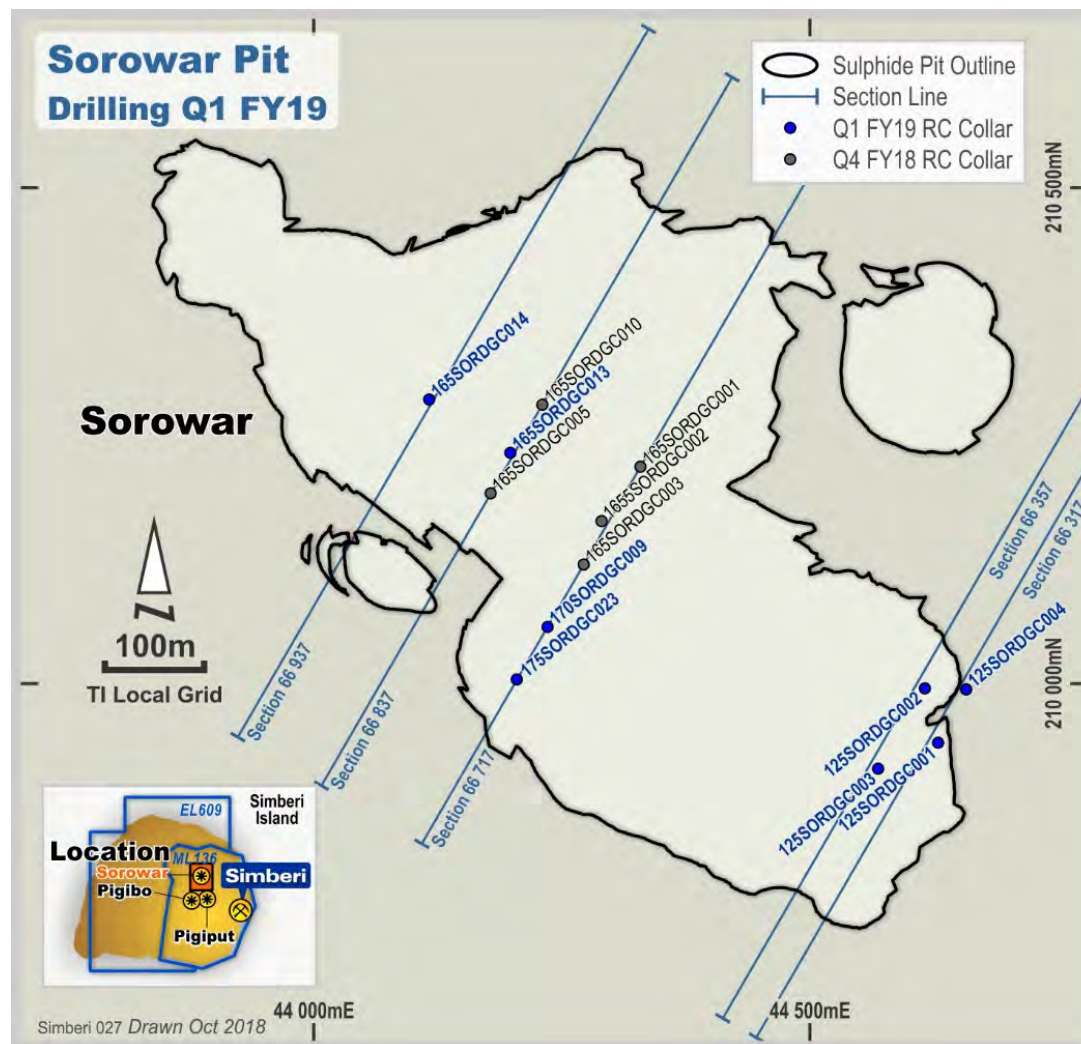 Sorowar Pit
Drilling Q1 FY19
Sulphide Pit Outline
Section Line
Q1 FY19 RC Collar
Q4 FY18 RC Collar
210 500mN
165SORDGC014
165SORDGC010
165SORDGC013
165SORDGC005
Sorowar
165SORDGC001
1655SORDGC002
165SORDGC003
170SORDGC009
175SORDGC023
Section 66 357
Section 66 317
125SORDGC004
125SORDGC002
125SORDGC003
125SORDGC001
210 000mN
N
100m
TI Local Grid
Section 66 937
Section 66 837
Section 66 717
EL609
Simberi
Island
Location
ML136
Sorowar
Simberi
Pigibo
Pigiput
44 000mE
44 500mE
Simberi 027 Drawn Oct 2018